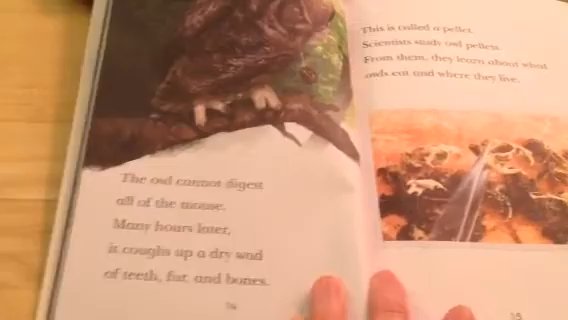 The owl cannot digest
all of the mouse.
Many hours later,
it coughs up a dry wad
of teeth, fur, and bones.
14
This is called a pellet.
Scientists study owl pellets.
From them, they learn about what
owls eat and where they live.
15